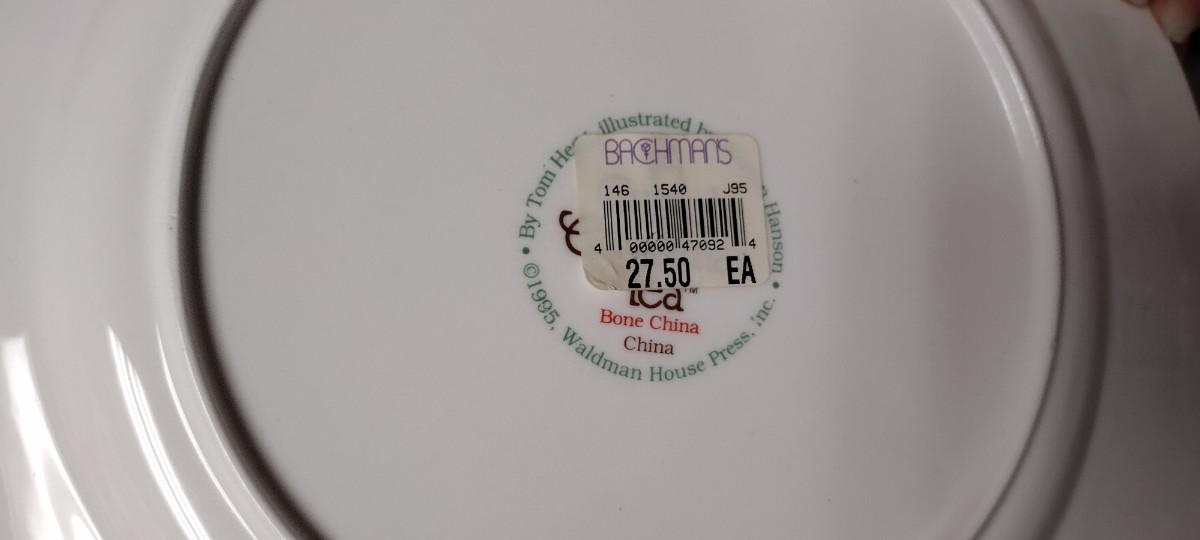 • By Tom He
illustrated
Hanson •
BACHMAN'S
146 1540 J95
4 00000 47092 4
27.50 EA
Tea™
Bone China
China
©1995, Waldman House Press, Inc.